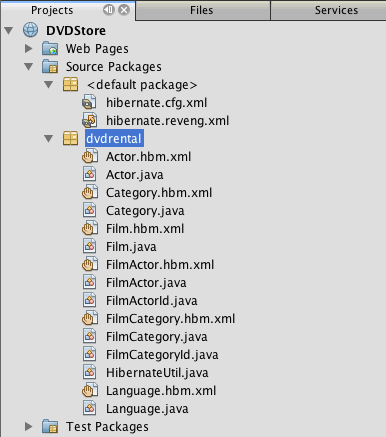 Projects Files Services
DVDStore
Web Pages
Source Packages
<default package>
hibernate.cfg.xml
hibernate.reveng.xml
dvdrental
Actor.hbm.xml
Actor.java
Category.hbm.xml
Category.java
Film.hbm.xml
Film.java
FilmActor.hbm.xml
FilmActor.java
FilmActorId.java
FilmCategory.hbm.xml
FilmCategory.java
FilmCategoryId.java
HibernateUtil.java
Language.hbm.xml
Language.java
Test Packages